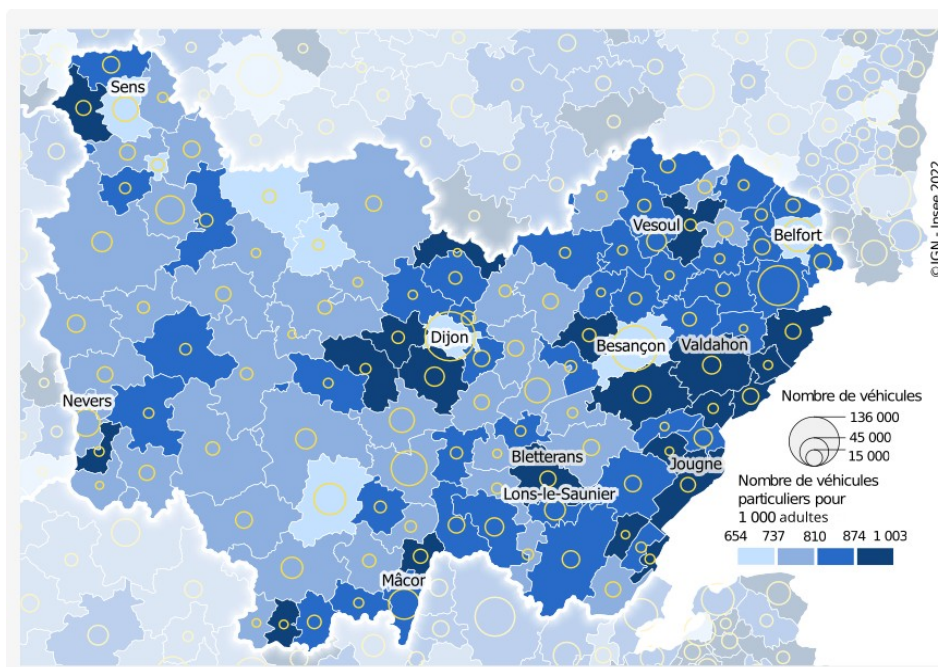 Sens
Vesoul
Belfort
©IGN - Insee 2022
Dijon
Besançon
Valdahon
Nevers
Nombre de véhicules
136 000
45 000
15 000
Bletterans
Jougne
Lons-le-Saunier
Nombre de véhicules
particuliers pour
1 000 adultes
654 737 810 874 1 003
Mâcor